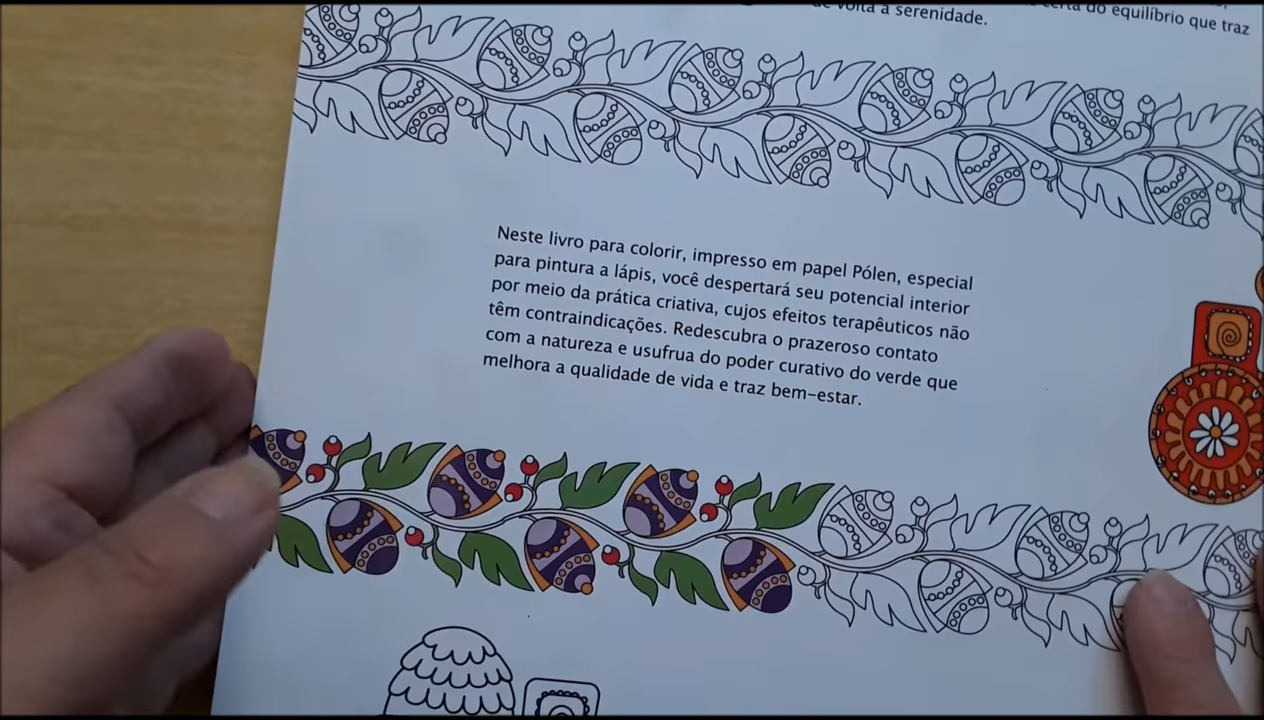 de volta à serenidade.
certa do equilíbrio que traz
Neste livro para colorir, impresso em papel Pólen, especial
para pintura a lápis, você despertará seu potencial interior
por meio da prática criativa, cujos efeitos terapêuticos não
têm contraindicações. Redescubra o prazeroso contato
com a natureza e usufrua do poder curativo do verde que
melhora a qualidade de vida e traz bem-estar.